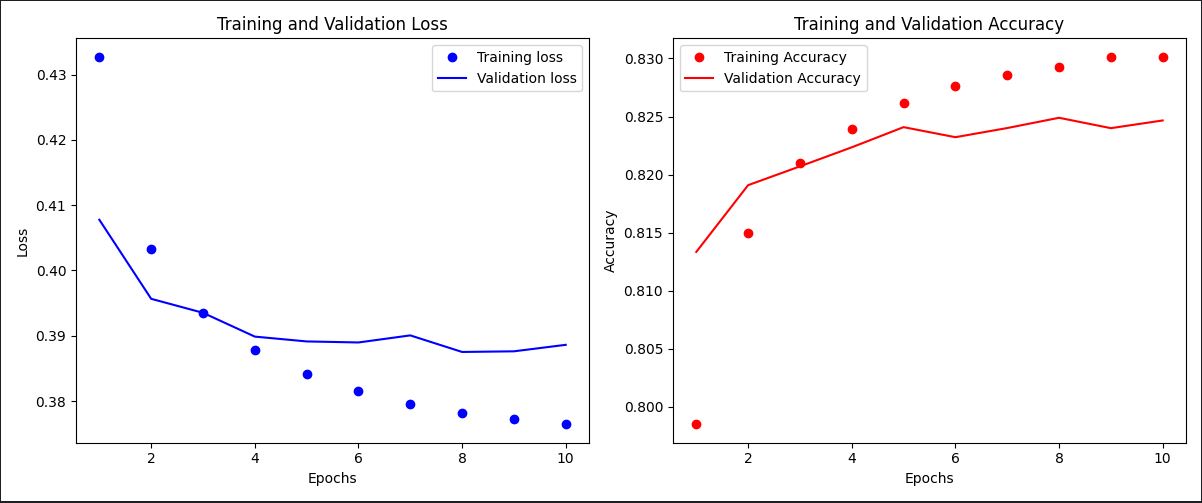 Training and Validation Loss
Training loss
Validation loss
0.43
0.42
0.41
0.40
0.39
0.38
Loss
2 4 6 8 10
Epochs
Training and Validation Accuracy
Training Accuracy
Validation Accuracy
0.830
0.825
0.820
0.815
0.810
0.805
0.800
Accuracy
2 4 6 8 10
Epochs